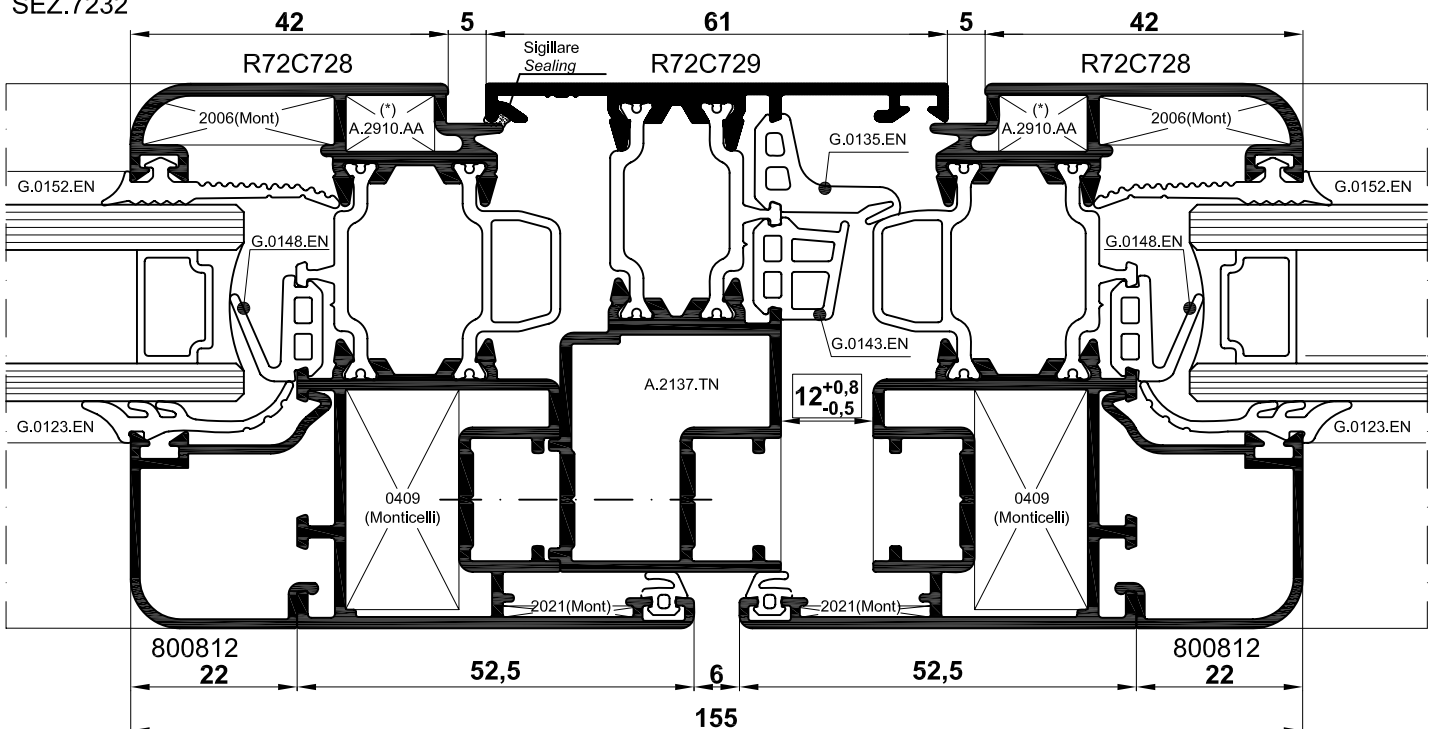 SEZ.7232
42 5 61 5 42
R72C728 Sigillare R72C729 R72C728
Sealing
2006(Mont) (*) (*) 2006(Mont)
A.2910.AA A.2910.AA
G.0135.EN
G.0152.EN G.0152.EN
G.0148.EN G.0148.EN
G.0143.EN
A.2137.TN
12 +0,8
-0,5
G.0123.EN G.0123.EN
0409 0409
(Monticelli) (Monticelli)
2021(Mont) 2021(Mont)
800812 800812
22 52,5 6 52,5 22
155